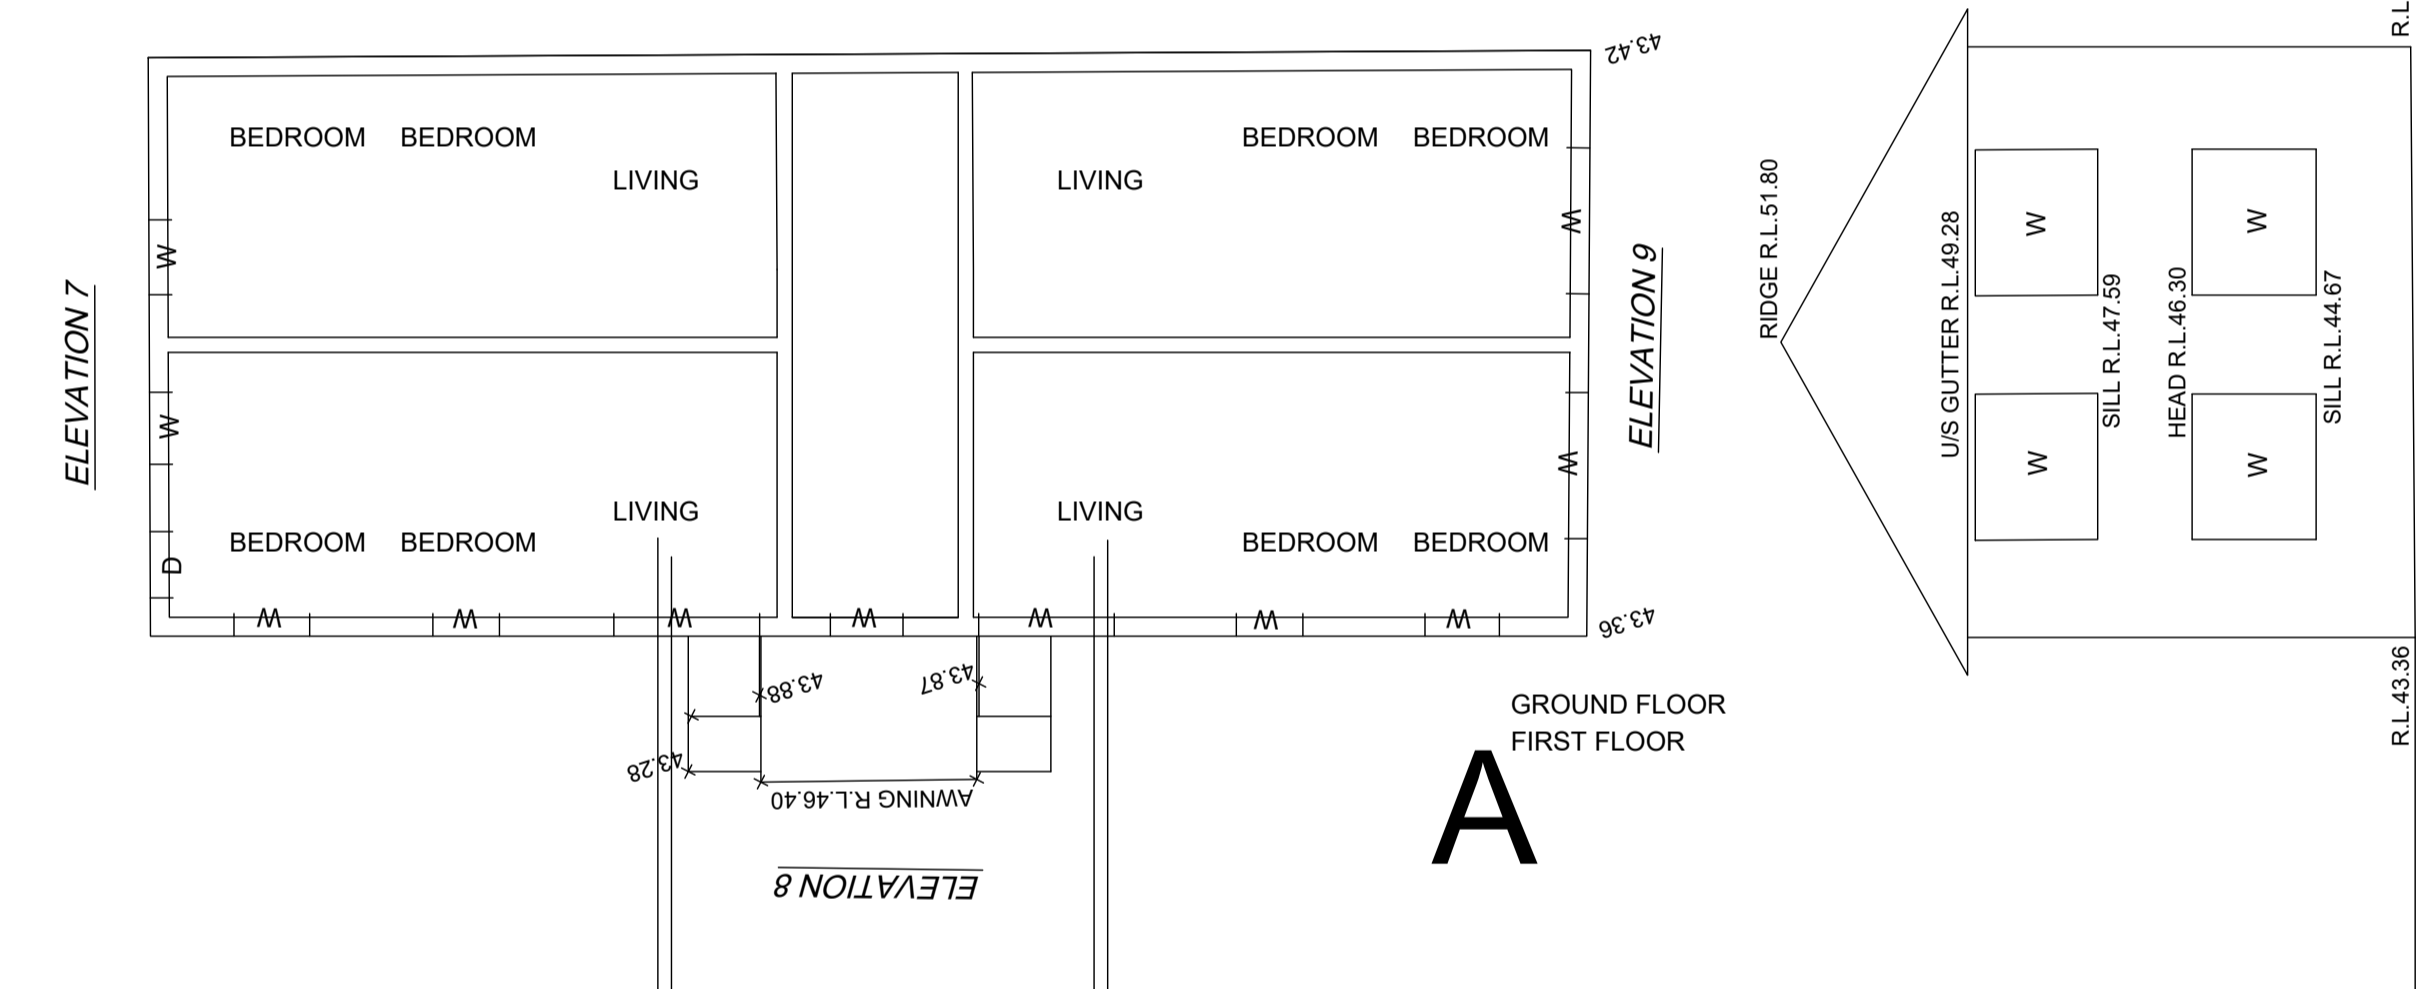 ELEVATION 7
BEDROOM BEDROOM
LIVING
BEDROOM BEDROOM
LIVING
W
W
D
LIVING
BEDROOM BEDROOM
LIVING
BEDROOM BEDROOM
W
W
W
W
W
W
W
W
W
43.42
ELEVATION 9
43.36
43.88
43.87
43.28
AWNING R.L.46.40
ELEVATION 8
GROUND FLOOR
FIRST FLOOR
A
RIDGE R.L.51.80
U/S GUTTER R.L.49.28
W
W
SILL R.L.47.59
HEAD R.L.46.30
W
W
SILL R.L.44.67
R.L
R.L.43.36